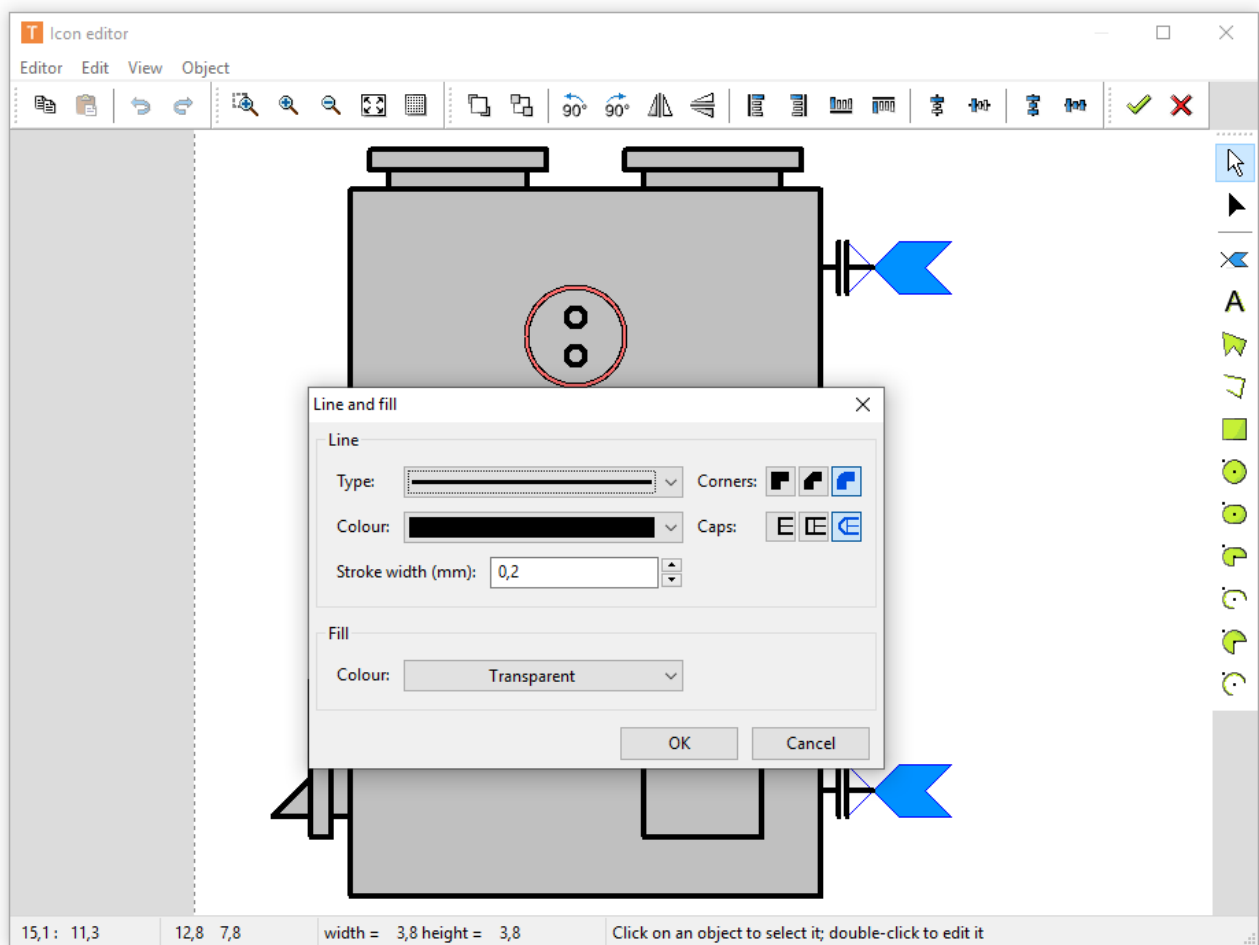 T Icon editor
Editor Edit View Object
90° 90°
A
Line and fill
Line
Type: Corners:
Colour: Caps:
Stroke width (mm): 0,2
Fill
Colour: Transparent
OK Cancel
15,1 : 11,3 12,8 7,8 width = 3,8 height = 3,8 Click on an object to select it; double-click to edit it